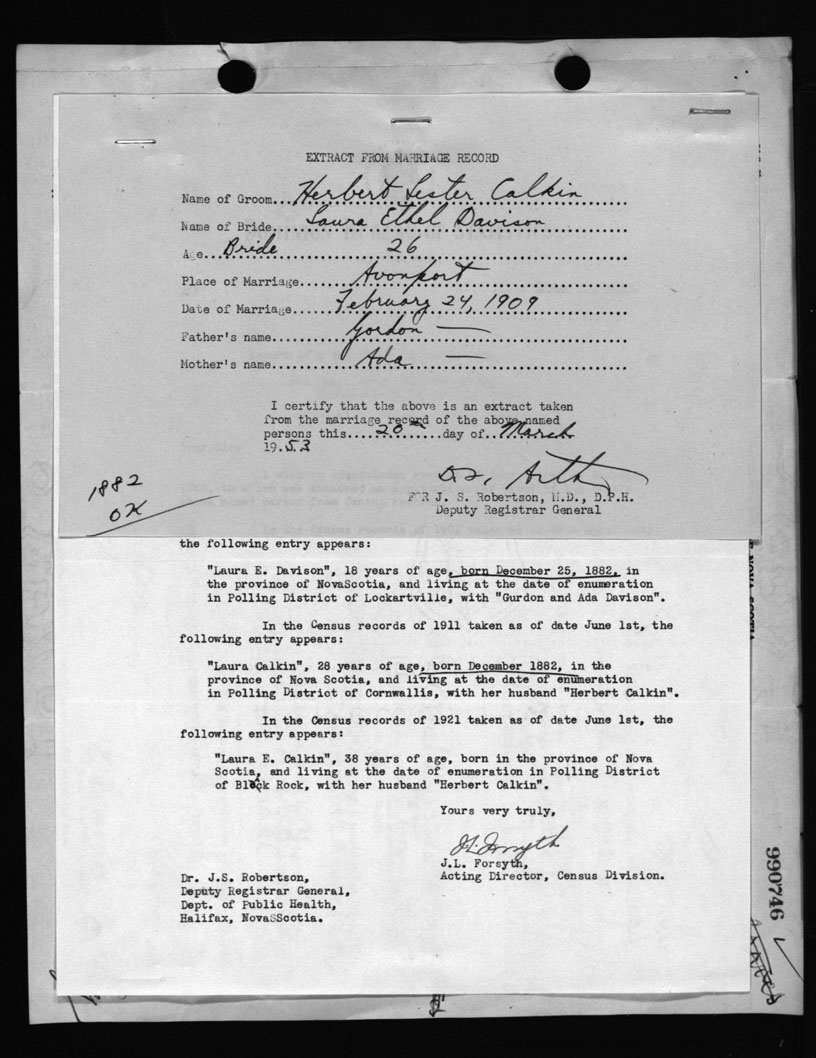 EXTRACT FROM MARRIAGE RECORD
Name of Groom...Herbert Lester Calkin
Name of Bride...Laura Ethel Davison
Age...Bride 26
Place of Marriage......Avonport
Date of Marriage......February 24, 1909
Father's name......Gordon —
Mother's name......Ada —
I certify that the above is an extract taken
from the marriage record of the above named
persons this....20......day of..March
19.53
FOR J. S. Robertson, M.D., D.P.H.
Deputy Registrar General
1882
OK
the following entry appears:
"Laura E. Davison", 18 years of age, born December 25, 1882, in
the province of NovaScotia, and living at the date of enumeration
in Polling District of Lockartville, with "Gurdon and Ada Davison".
In the Census records of 1911 taken as of date June 1st, the
following entry appears:
"Laura Calkin", 28 years of age, born December 1882, in the
province of Nova Scotia, and living at the date of enumeration
in Polling District of Cornwallis, with her husband "Herbert Calkin".
In the Census records of 1921 taken as of date June 1st, the
following entry appears:
"Laura E. Calkin", 38 years of age, born in the province of Nova
Scotia, and living at the date of enumeration in Polling District
of Black Rock, with her husband "Herbert Calkin".
Yours very truly,
J.L. Forsyth
J.L. Forsyth,
Acting Director, Census Division.
Dr. J.S. Robertson,
Deputy Registrar General,
Dept. of Public Health,
Halifax, NovaSScotia.
990746